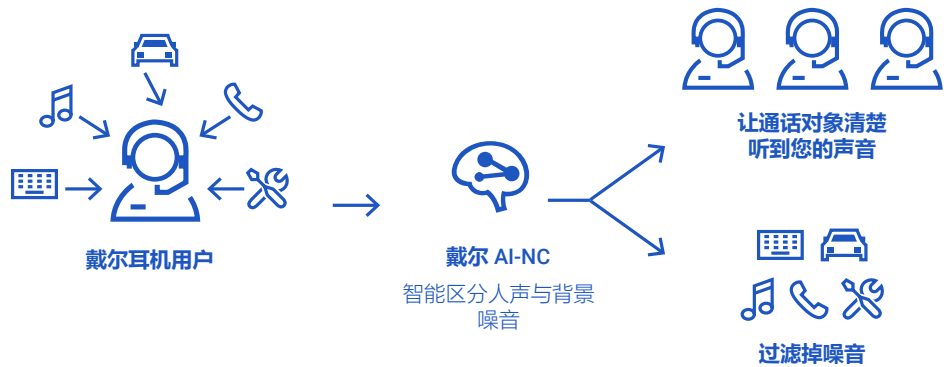 戴尔耳机用户
戴尔 AI-NC
智能区分人声与背景
噪音
让通话对象清楚
听到您的声音
过滤掉噪音